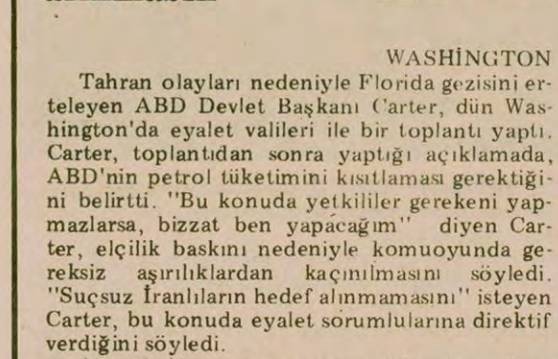 WASHİNGTON
Tahran olayları nedeniyle Florida gezisini er-
teleyen ABD Devlet Başkanı Carter, dün Was-
hington'da eyalet valileri ile bir toplantı yaptı.
Carter, toplantıdan sonra yaptığı açıklamada,
ABD'nin petrol tüketimini kısıtlaması gerektiği-
ni belirtti. "Bu konuda yetkililer gerekeni yap-
mazlarsa, bizzat ben yapacağım" diyen Car-
ter, elçilik baskını nedeniyle komuoyunda ge-
reksiz aşırılıklardan kaçınılmasını söyledi.
"Suçsuz İranlıların hedef alınmamasını" isteyen
Carter, bu konuda eyalet sorumlularına direktif
verdiğini söyledi.